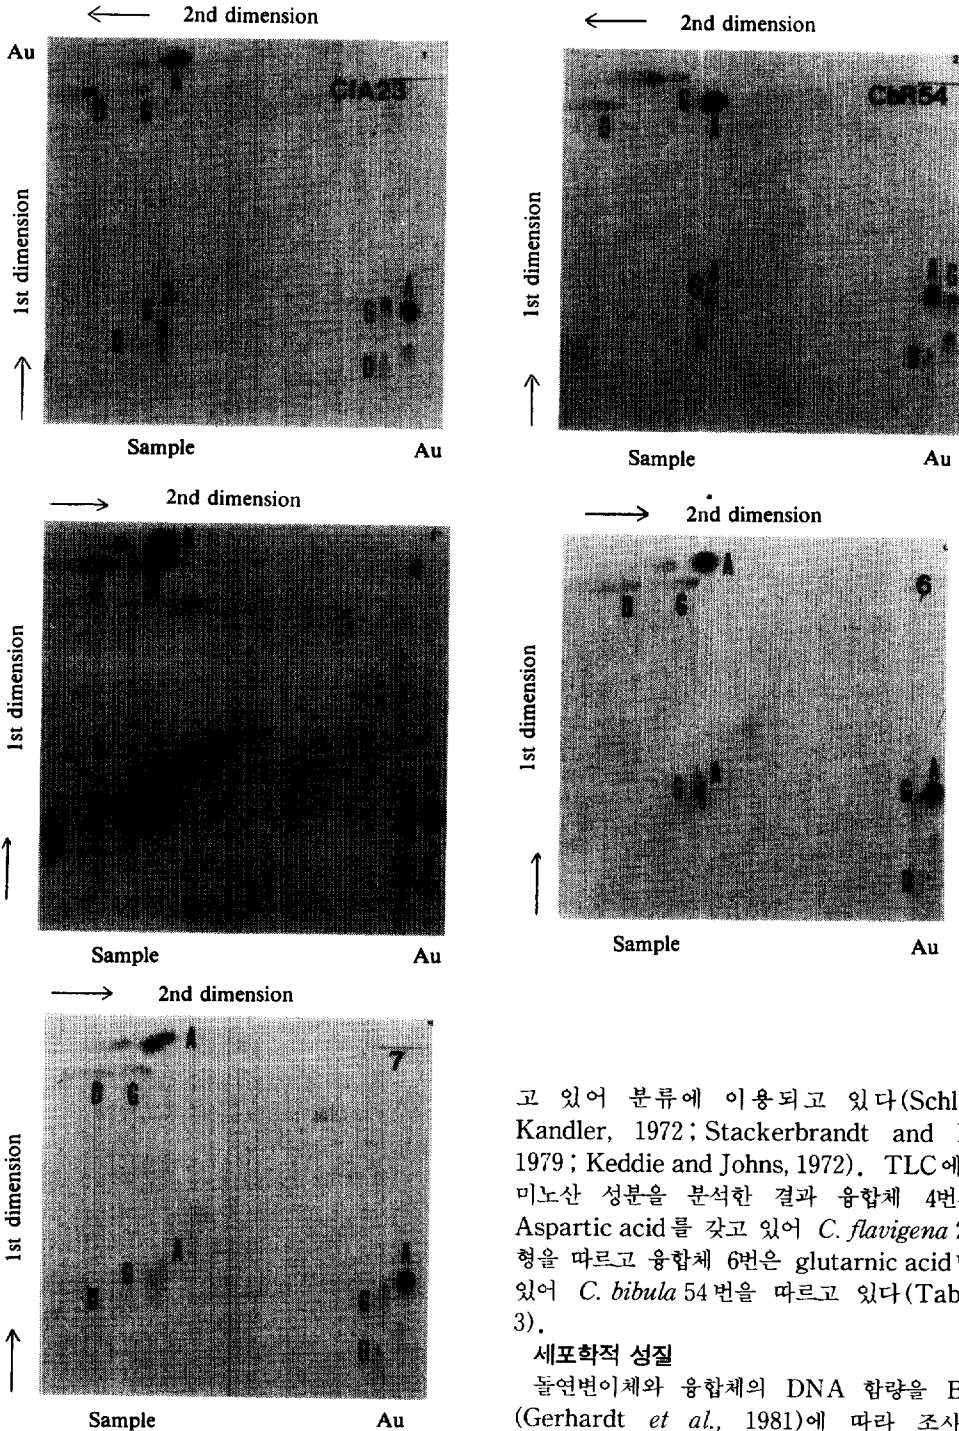 ← 2nd dimension
Au
A
D G
CfA23
1st dimension →
A
G
D
A
G R
D
Sample
Au
← 2nd dimension
CbR54
G
D A
1st dimension →
G A
A G
D
Sample
Au
→ 2nd dimension
1st dimension →
Sample
Au
→ 2nd dimension
A
6
D G
1st dimension →
A
G
A
G
Sample
Au
→ 2nd dimension
A
7
D G
1st dimension →
A
G
D
A
G
Sample
Au
고 있어 분류에 이용되고 있다(Schl
Kandler, 1972 ; Stackerbrandt and
1979 ; Keddie and Johns, 1972). TLC에
미노산 성분을 분석한 결과 융합체 4번
Aspartic acid를 갖고 있어 C. flavigena
형을 따르고 융합체 6번은 glutarnic acid
있어 C. bibula 54번을 따르고 있다(Tab
3).
세포학적 성질
돌연변이체와 융합체의 DNA 함량을 B
(Gerhardt et al., 1981)에 따라 조사